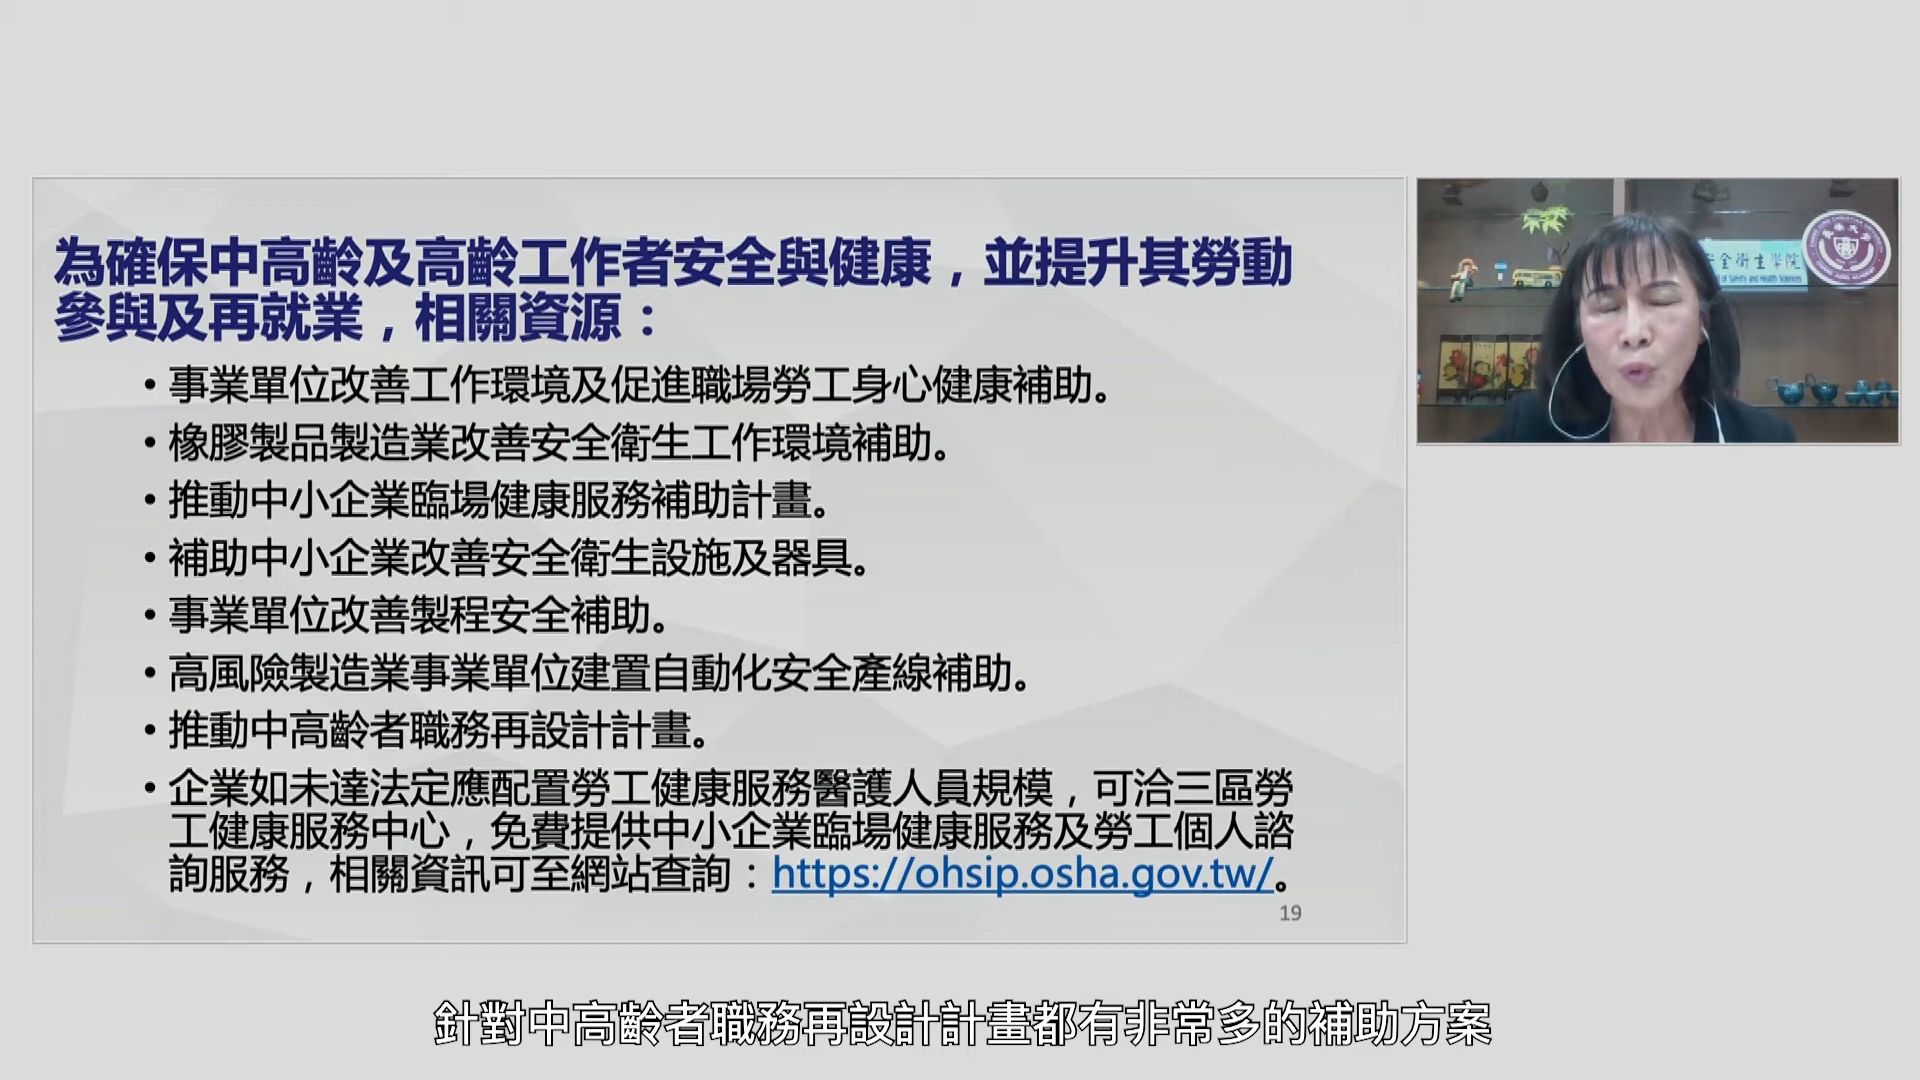 為確保中高齡及高齡工作者安全與健康，並提升其勞動
參與及再就業，相關資源：
•事業單位改善工作環境及促進職場勞工身心健康補助。
•橡膠製品製造業改善安全衛生工作環境補助。
•推動中小企業臨場健康服務補助計畫。
•補助中小企業改善安全衛生設施及器具。
•事業單位改善製程安全補助。
•高風險製造業事業單位建置自動化安全產線補助。
•推動中高齡者職務再設計計畫。
•企業如未達法定應配置勞工健康服務醫護人員規模，可洽三區勞
工健康服務中心，免費提供中小企業臨場健康服務及勞工個人諮
詢服務，相關資訊可至網站查詢：https://ohsip.osha.gov.tw/。
19
全衛生學院
of Safety and Health Sciences
針對中高齡者職務再設計計畫都有非常多的補助方案